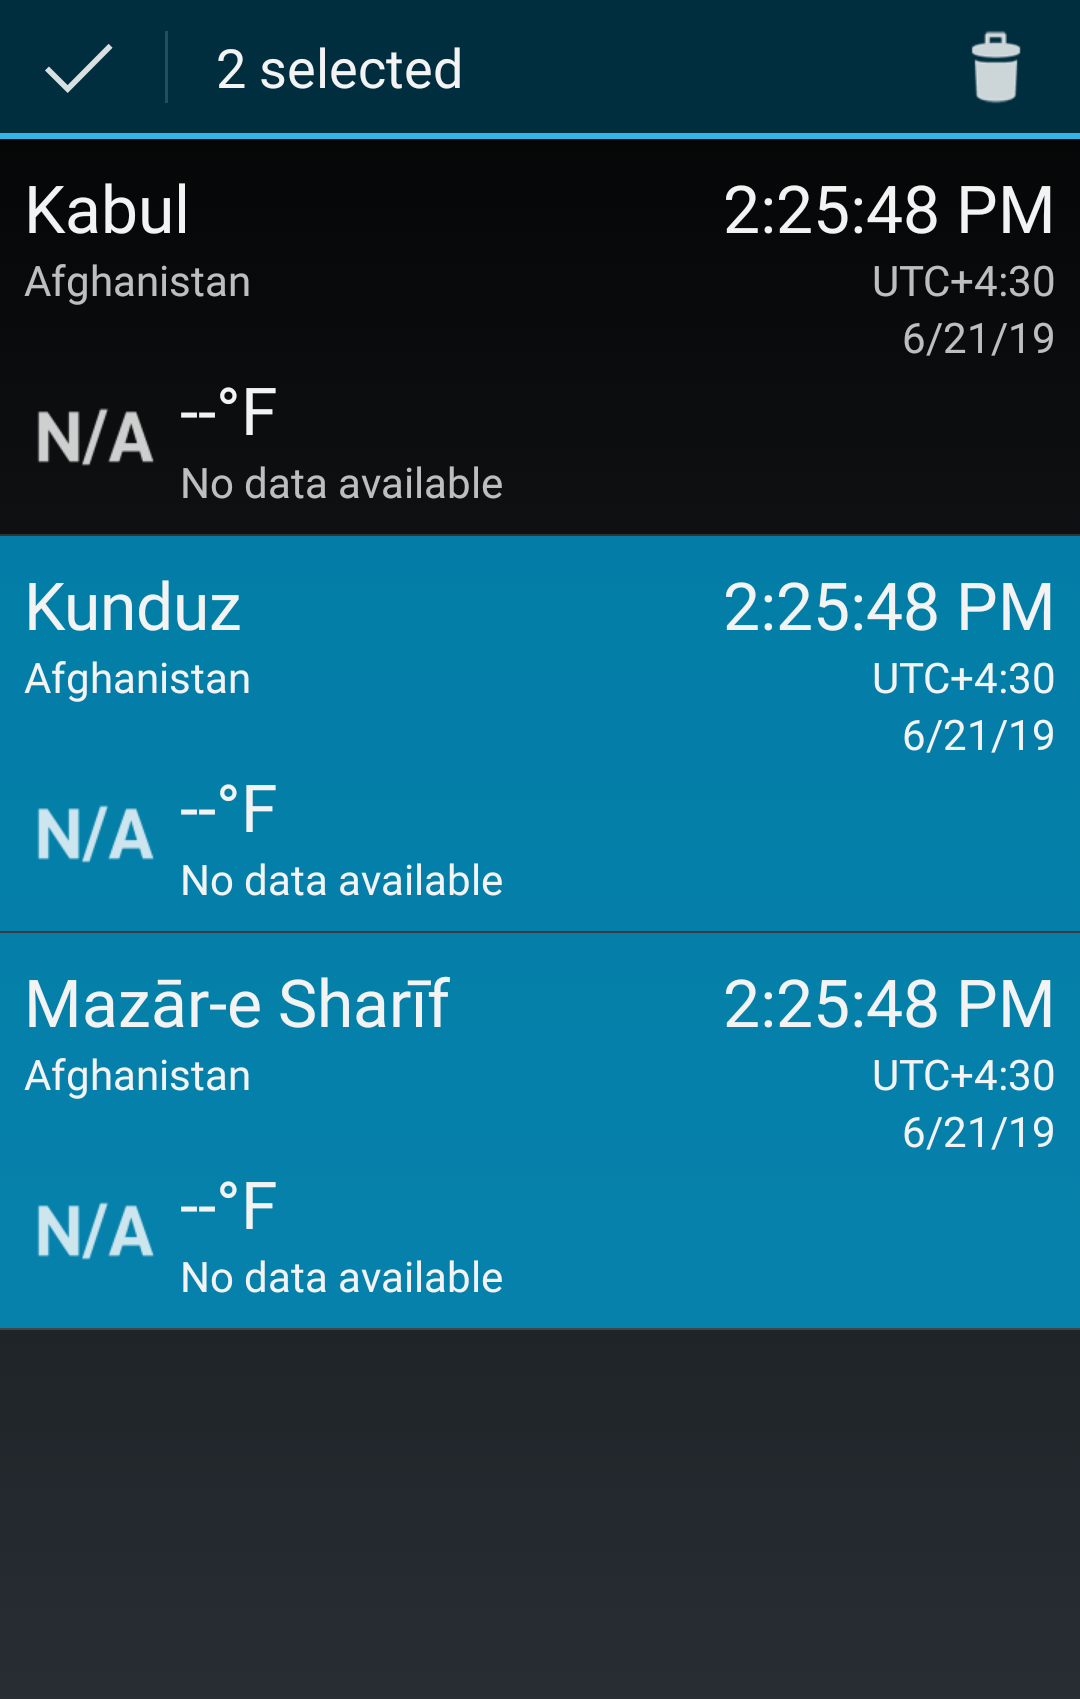 2 selected
Kabul 2:25:48 PM
Afghanistan UTC+4:30
6/21/19
N/A --°F
No data available
Kunduz 2:25:48 PM
Afghanistan UTC+4:30
6/21/19
N/A --°F
No data available
Mazār-e Sharīf 2:25:48 PM
Afghanistan UTC+4:30
6/21/19
N/A --°F
No data available